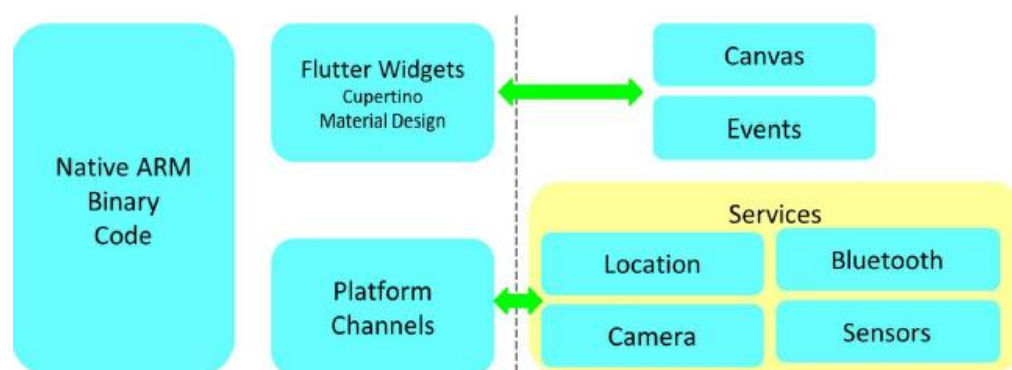 Native ARM
Binary
Code
Flutter Widgets
Cupertino
Material Design
Platform
Channels
Canvas
Events
Services
Location
Bluetooth
Camera
Sensors